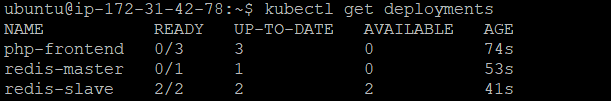 ubuntu@ip-172-31-42-78:~$ kubectl get deployments
NAME READY UP-TO-DATE AVAILABLE AGE
php-frontend 0/3 3 0 74s
redis-master 0/1 1 0 53s
redis-slave 2/2 2 2 41s